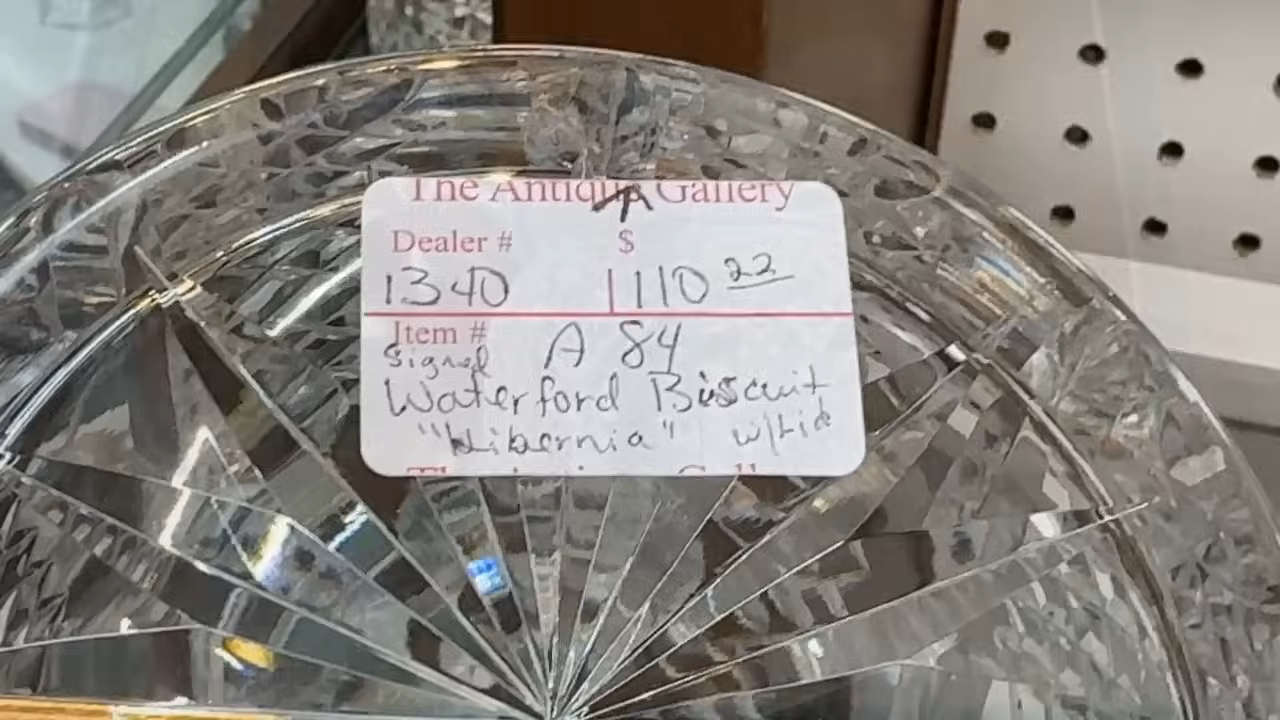 The Antique Gallery
Dealer # $
1340 110 22
Item # A 84
Signed
Waterford Biscuit
"Hibernia" w/Lid